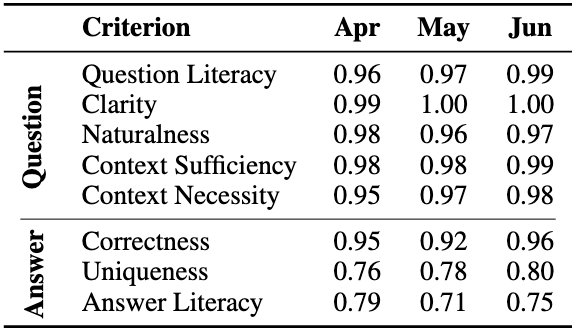 Criterion Apr May Jun
Question
Question Literacy 0.96 0.97 0.99
Clarity 0.99 1.00 1.00
Naturalness 0.98 0.96 0.97
Context Sufficiency 0.98 0.98 0.99
Context Necessity 0.95 0.97 0.98
Answer
Correctness 0.95 0.92 0.96
Uniqueness 0.76 0.78 0.80
Answer Literacy 0.79 0.71 0.75